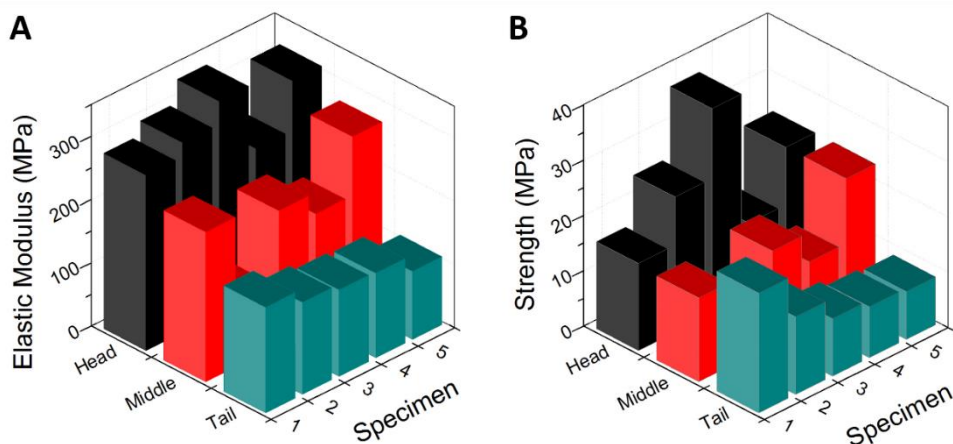 A
Elastic Modulus (MPa)
300
200
100
0
Head
Middle
Tail
1
2
3
4
5
Specimen
B
Strength (MPa)
40
30
20
10
0
Head
Middle
Tail
1
2
3
4
5
Specimen